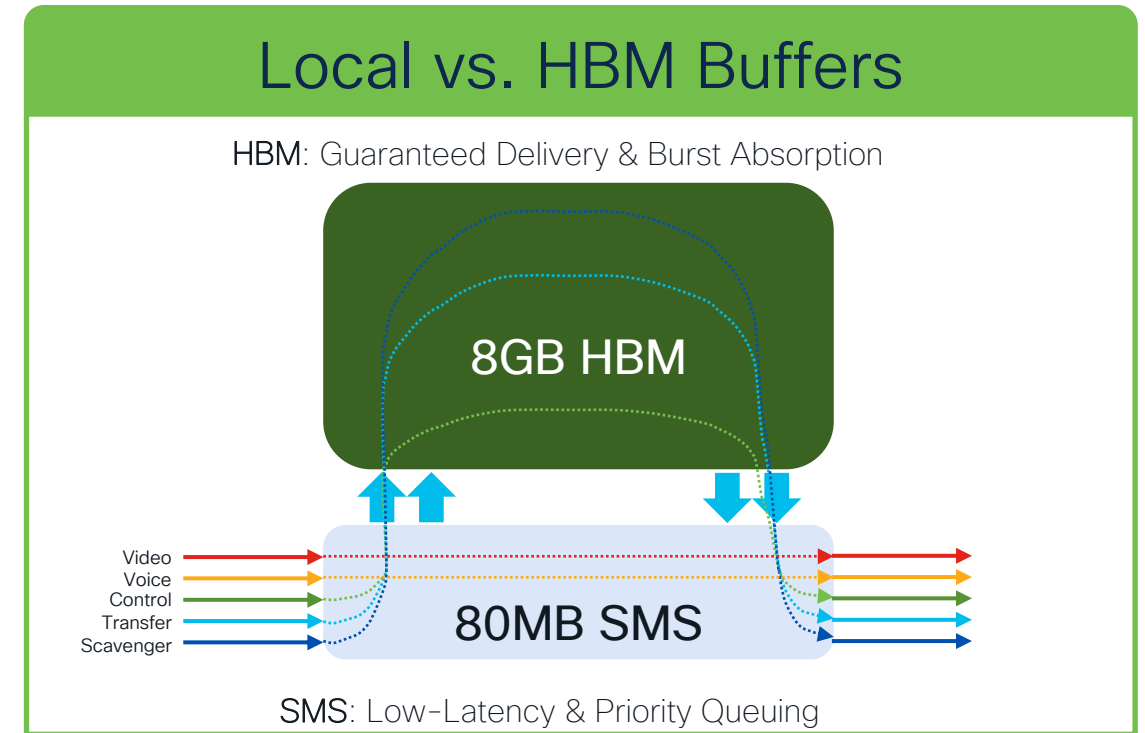 Local vs. HBM Buffers
HBM: Guaranteed Delivery & Burst Absorption
8GB HBM
Video
Voice
Control
Transfer
Scavenger
80MB SMS
SMS: Low-Latency & Priority Queuing